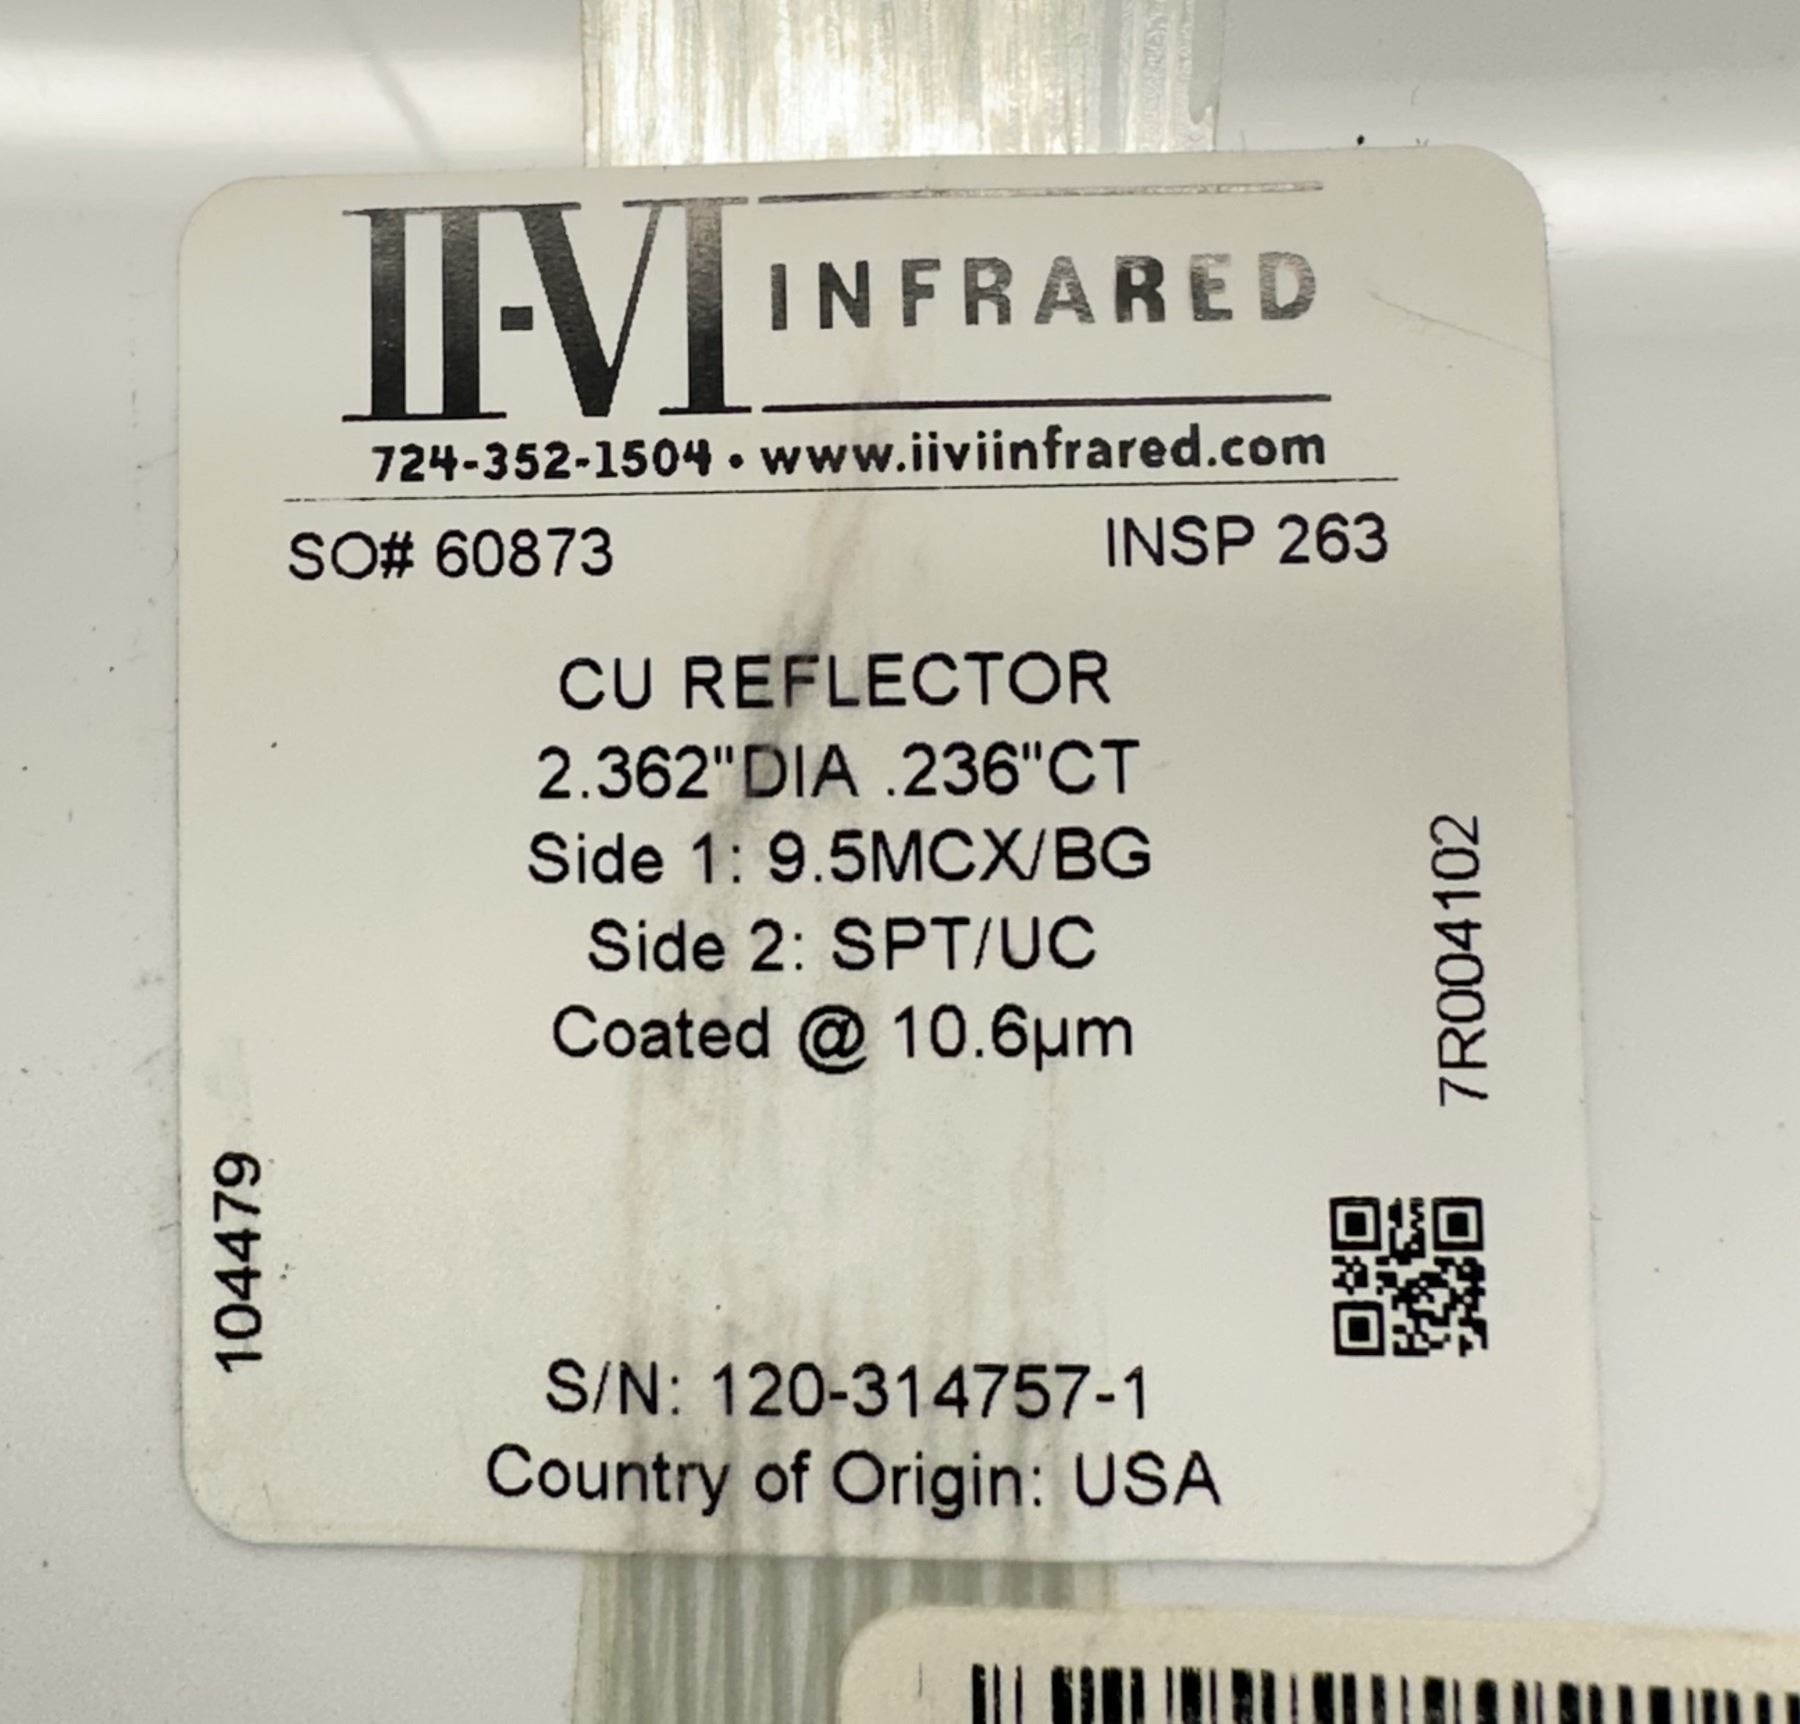 II-VI INFRARED
724-352-1504 • www.iiviinfrared.com
SO# 60873 INSP 263
CU REFLECTOR
2.362"DIA .236"CT
Side 1: 9.5MCX/BG
Side 2: SPT/UC
Coated @ 10.6µm
7R004102
104479
S/N: 120-314757-1
Country of Origin: USA